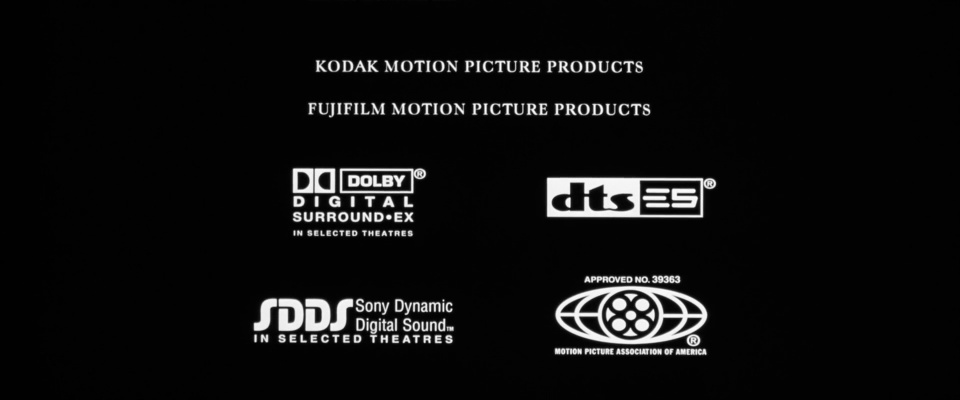 KODAK MOTION PICTURE PRODUCTS
FUJIFILM MOTION PICTURE PRODUCTS
DOLBY®
DIGITAL
SURROUND•EX
IN SELECTED THEATRES
dts ES®
SDDS Sony Dynamic
Digital Sound™
IN SELECTED THEATRES
APPROVED NO. 39363
®
MOTION PICTURE ASSOCIATION OF AMERICA